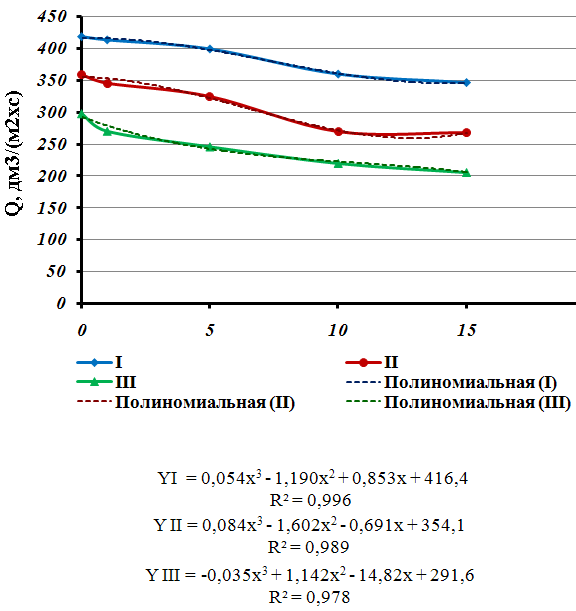 Q, дм3/(м2хс)
450
400
350
300
250
200
150
100
50
0
0 5 10 15
I II
III Полиномиальная (I)
Полиномиальная (II) Полиномиальная (III)
YI = 0,054x³ - 1,190x² + 0,853x + 416,4
R² = 0,996
Y II = 0,084x³ - 1,602x² - 0,691x + 354,1
R² = 0,989
Y III = -0,035x³ + 1,142x² - 14,82x + 291,6
R² = 0,978